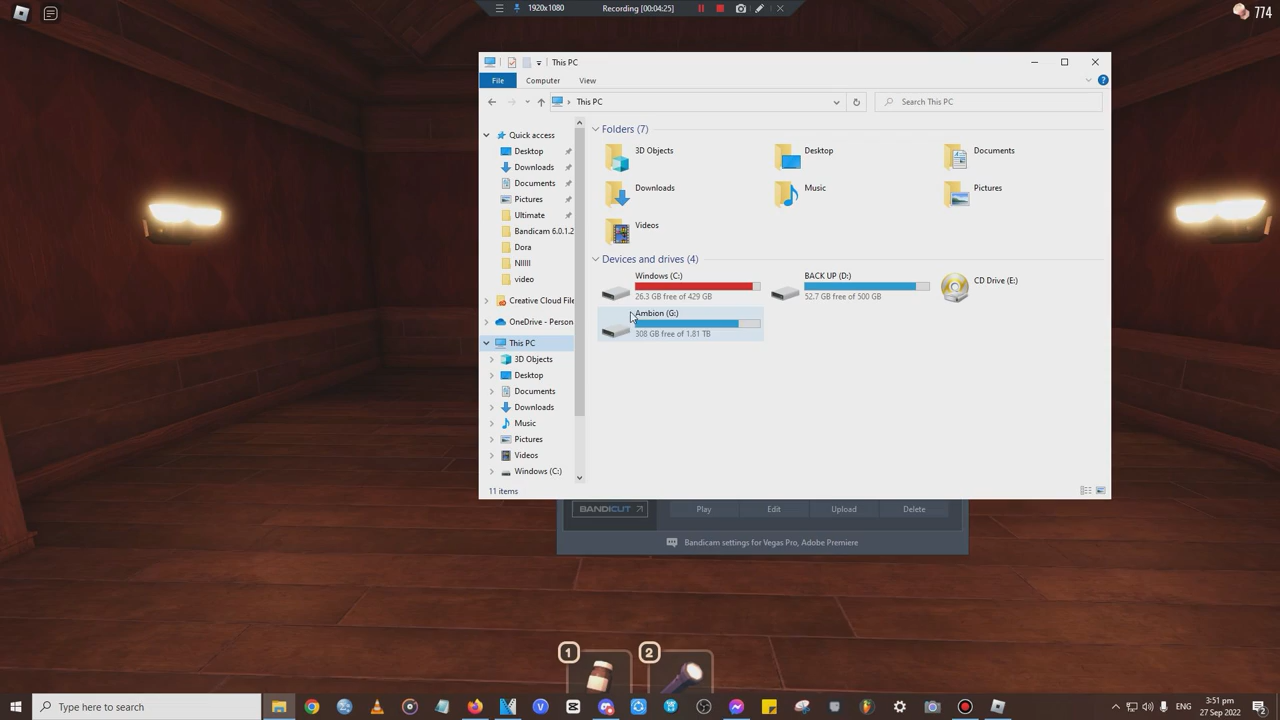 1920x1080
Recording [00:04:25]
774
This PC
File
Computer
View
This PC
Search This PC
Quick access
Desktop
Downloads
Documents
Pictures
Ultimate
Bandicam 6.0.1.2
Dora
video
Creative Cloud File
OneDrive - Person
This PC
3D Objects
Desktop
Documents
Downloads
Music
Pictures
Videos
Windows (C:)
Folders (7)
3D Objects
Desktop
Documents
Downloads
Music
Pictures
Videos
Devices and drives (4)
Windows (C:)
26.3 GB free of 429 GB
BACK UP (D:)
52.7 GB free of 500 GB
CD Drive (E:)
Ambion (G:)
308 GB free of 1.81 TB
11 items
BANDICUT
Play
Edit
Upload
Delete
Bandicam settings for Vegas Pro, Adobe Premiere
1
2
Type here to search
ENG
3:51 pm
27 Sep 2022